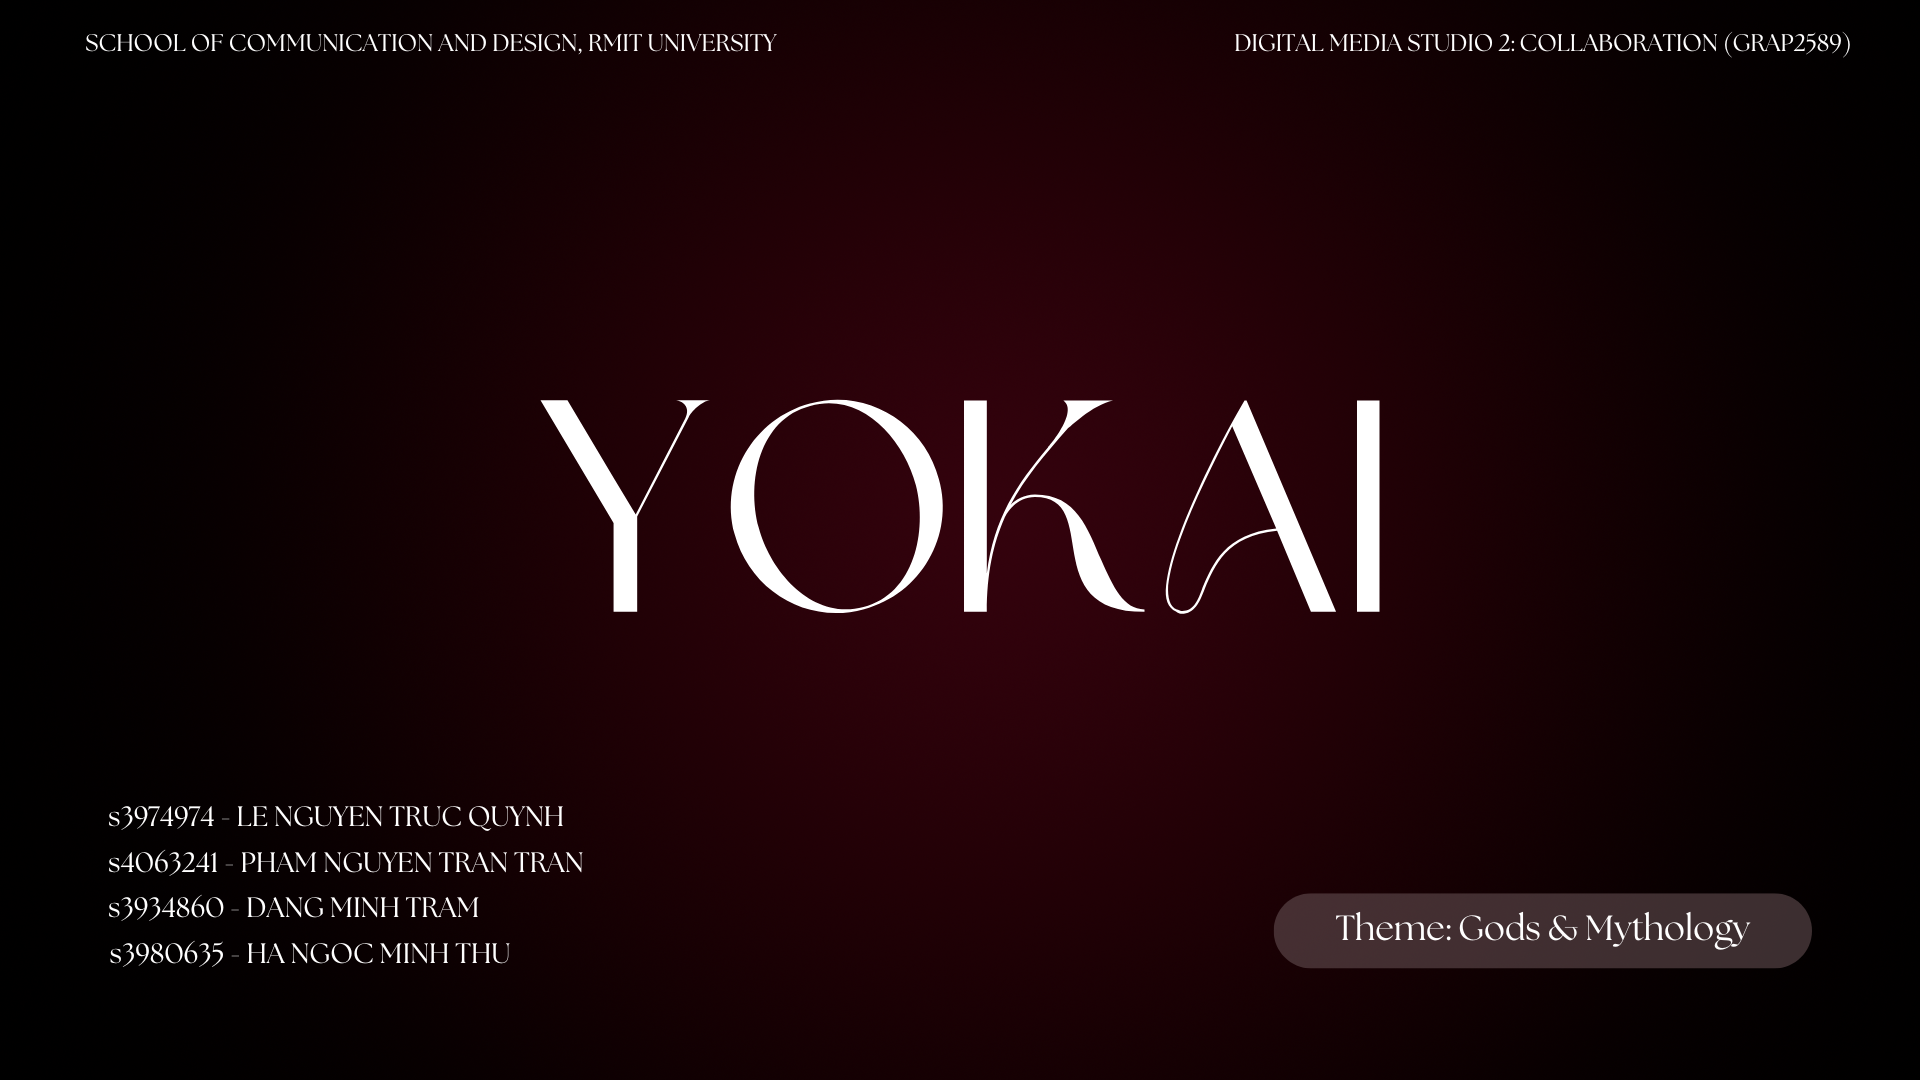 SCHOOL OF COMMUNICATION AND DESIGN, RMIT UNIVERSITY
DIGITAL MEDIA STUDIO 2: COLLABORATION (GRAP2589)
YOKAI
s3974974 - LE NGUYEN TRUC QUYNH
s4063241 - PHAM NGUYEN TRAN TRAN
s3934860 - DANG MINH TRAM
s3980635 - HA NGOC MINH THU
Theme: Gods & Mythology